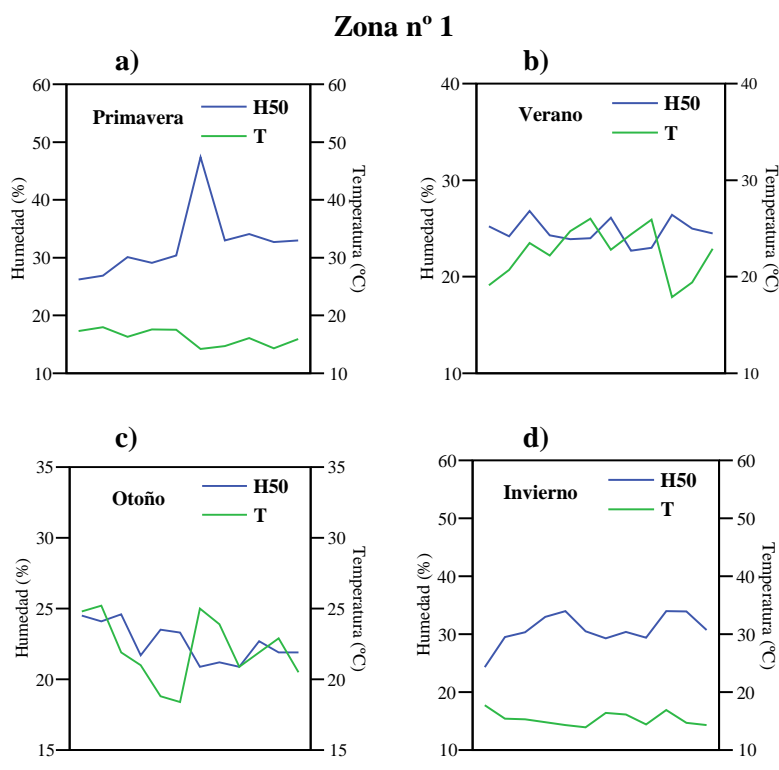 Zona nº 1
a)
60
50
40
30
20
10
Humedad (%)
Primavera
H50
T
60
50
40
30
20
10
Temperatura (ºC)
b)
40
30
20
10
Humedad (%)
Verano
H50
T
40
30
20
10
Temperatura (ºC)
c)
35
30
25
20
15
Humedad (%)
Otoño
H50
T
35
30
25
20
15
Temperatura (ºC)
d)
60
50
40
30
20
10
Humedad (%)
Invierno
H50
T
60
50
40
30
20
10
Temperatura (ºC)